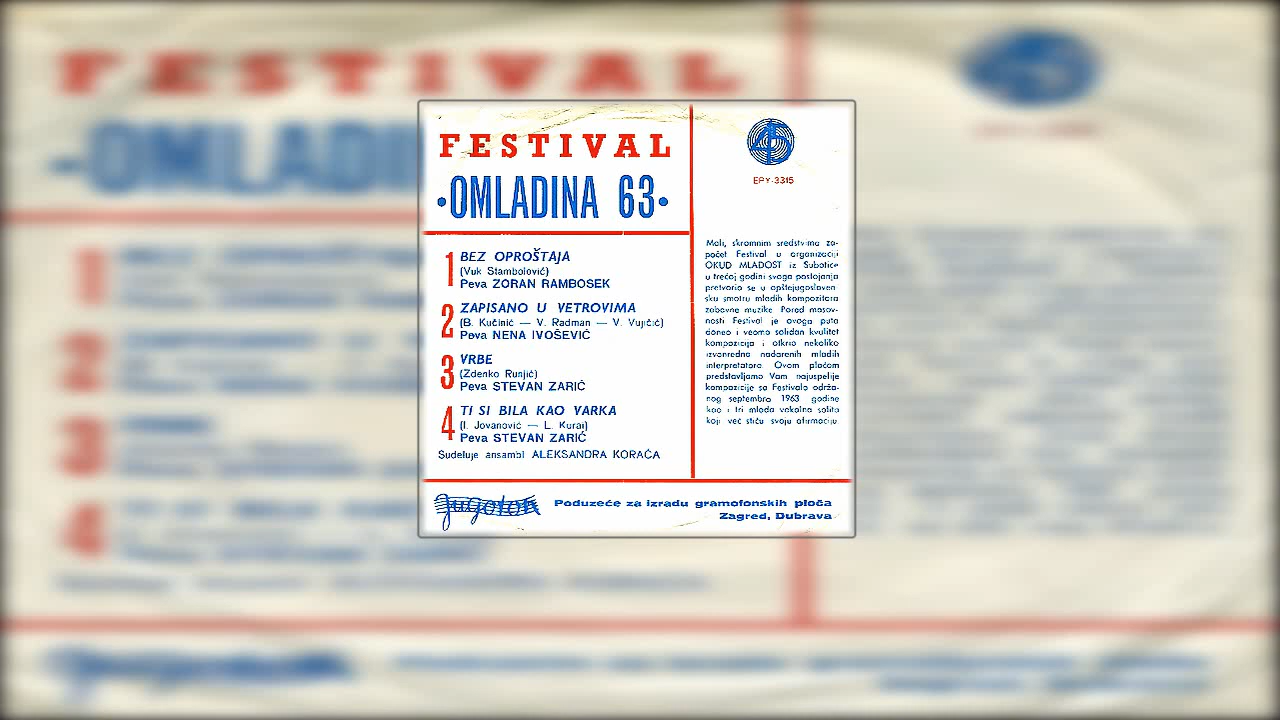 FESTIVAL
•OMLADINA 63•
1 BEZ OPROŠTAJA
(Vuk Stambolović)
Peva ZORAN RAMBOSEK
2 ZAPISANO U VETROVIMA
(B. Kučinić — V. Radman — V. Vujičić)
Peva NENA IVOŠEVIĆ
3 VRBE
(Zdenko Runjić)
Peva STEVAN ZARIĆ
4 TI SI BILA KAO VARKA
(I. Jovanović — L. Kuraj)
Peva STEVAN ZARIĆ
Sudeluje ansambl ALEKSANDRA KORAĆA
EPY-3315
Mali, skromnim sredstvima za-
počet Festival u organizaciji
OKUD MLADOST iz Subotice
u trećoj godini svoga postojanja
pretvorio se u opštejugosloven-
sku smotru mladih kompozitora
zabavne muzike. Pored masov-
nosti Festival je ovoga puta
doneo i veoma solidan kvalitet
kompozicija i otkrio nekoliko
izvanredno nadarenih mladih
interpretatora. Ovom pločom
predstavljamo Vam najuspelije
kompozicije sa Festivala održa-
nog septembra 1963 godine
kao i tri mlada vokalna solista
koji već stiču svoju afirmaciju.
Jugoton
Poduzeće za izradu gramofonskih ploča
Zagred, Dubrava